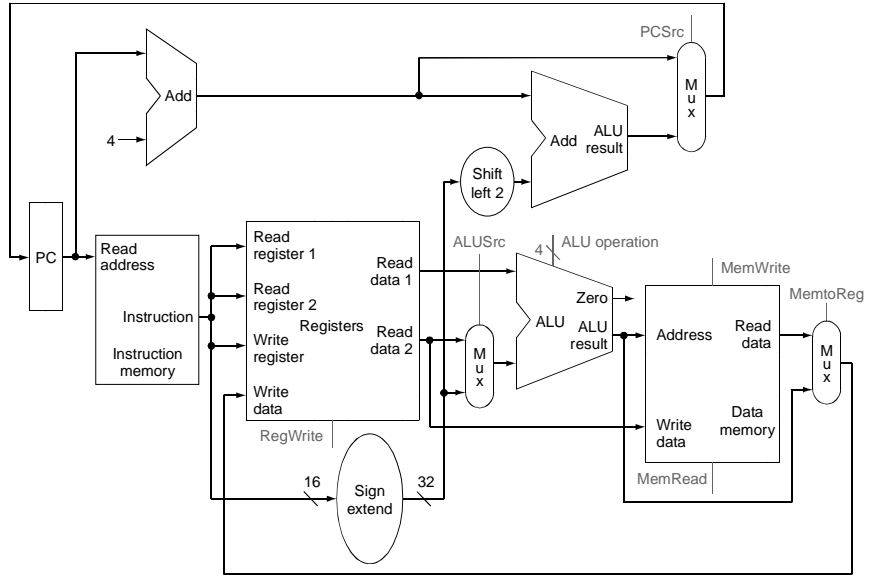 PCSrc
Add
4
M
u
x
Add
ALU
result
Shift
left 2
PC
Read
address
Instruction
Instruction
memory
Read
register 1
Read
register 2
Write
register
Write
data
Registers
Read
data 1
Read
data 2
RegWrite
ALUSrc
M
u
x
4
ALU operation
Zero
ALU
ALU
result
MemWrite
Address
Read
data
Write
data
Data
memory
MemRead
MemtoReg
M
u
x
16
Sign
extend
32